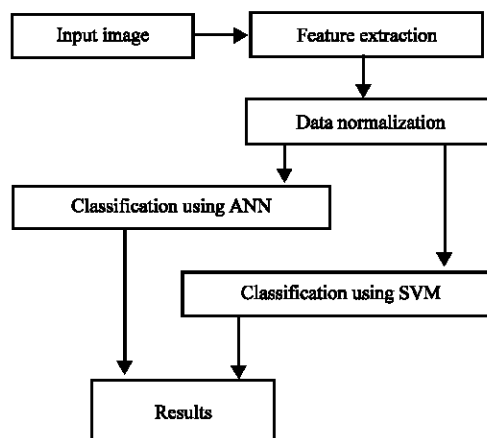 Input image
Feature extraction
Data normalization
Classification using ANN
Classification using SVM
Results